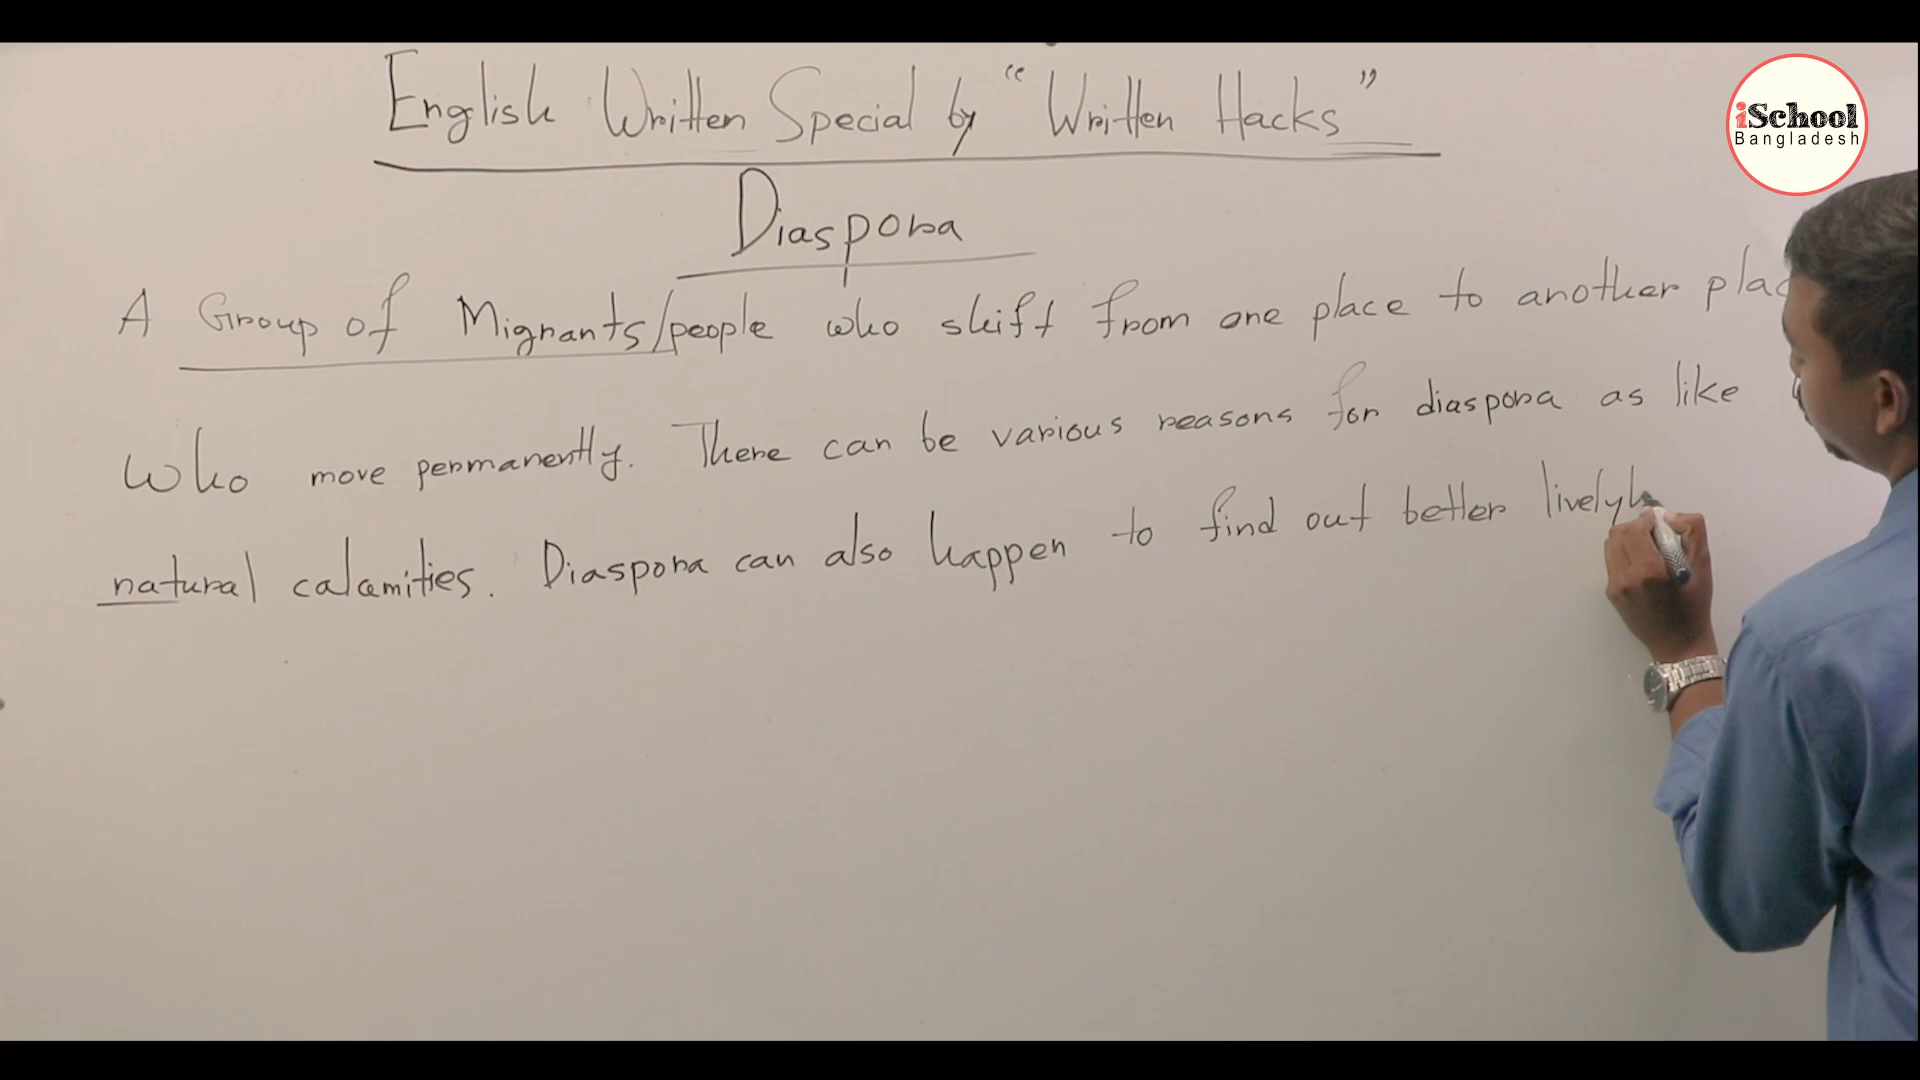 English Written Special by "Written Hacks"
iSchool
Bangladesh
Diaspora
A Group of Migrants/people who shift from one place to another plac
who move permanently. There can be various reasons for diaspora as like
natural calamities. Diaspora can also happen to find out better livelyh